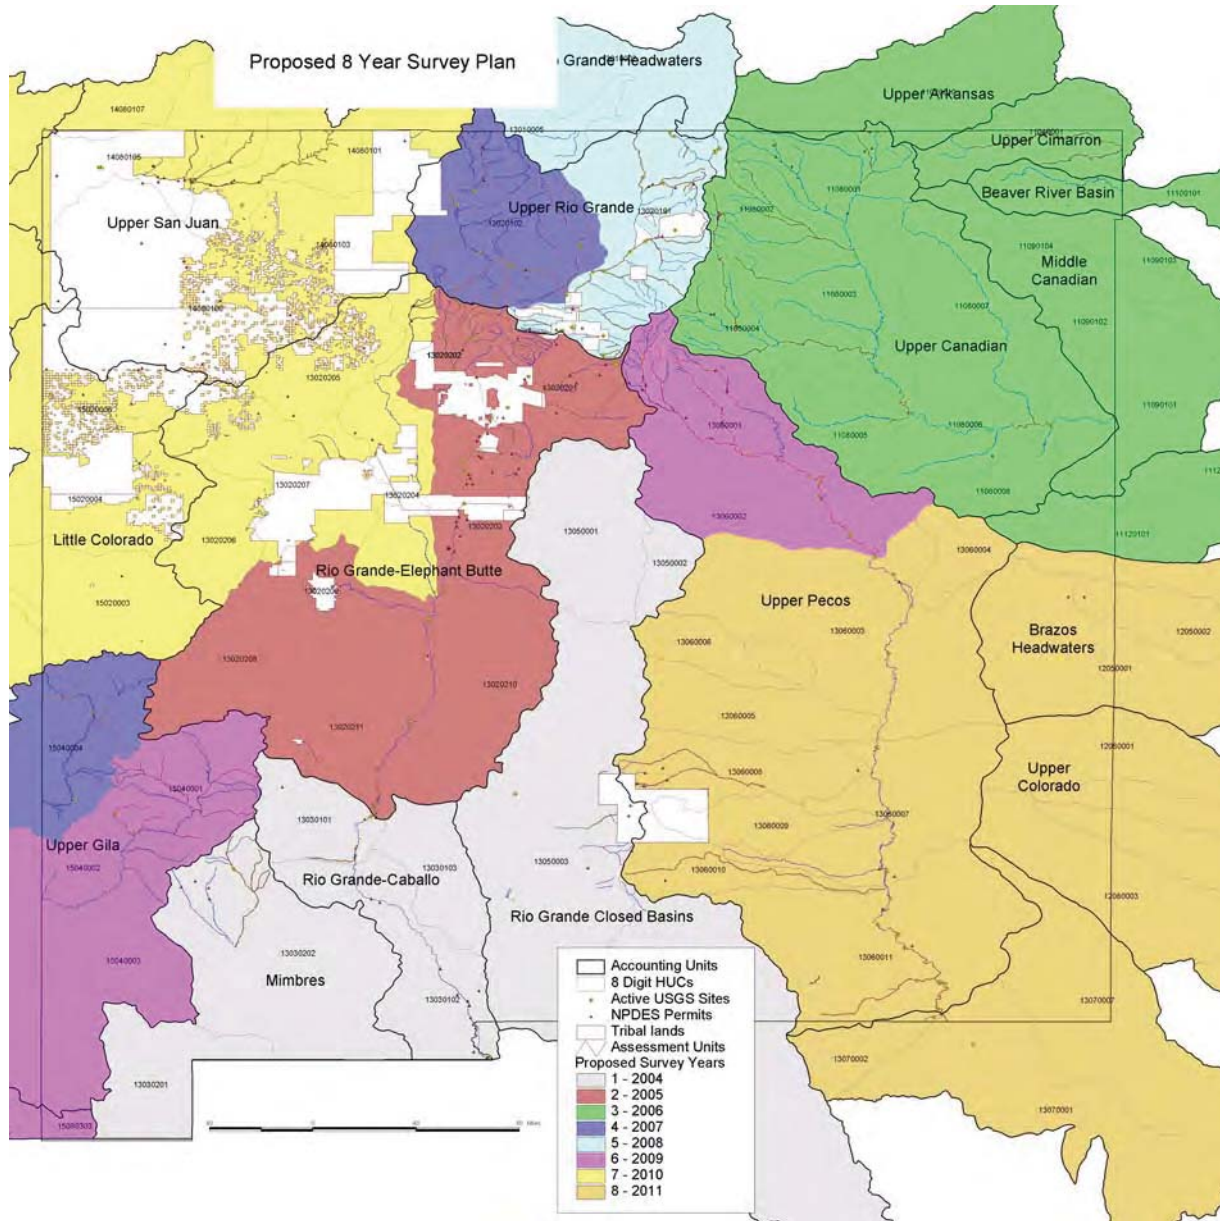 Proposed 8 Year Survey Plan
Grande Headwaters
Upper Arkansas
Upper Cimarron
Beaver River Basin
14080107
14080101
13010005
11100101
Upper San Juan
Upper Rio Grande
13020102
13020101
11080001
11080002
14080103
Middle
Canadian
11090104
11090103
11080003
11080007
11090102
11080004
Upper Canadian
13020202
13020205
13020201
15020006
13060001
11080005
11080006
11090101
13020207
15020004
13020204
13060002
11080008
13020203
13050001
11120101
Little Colorado
13020206
13050002
13060004
Rio Grande-Elephant Butte
15020003
Upper Pecos
13060003
Brazos
Headwaters
12050002
12050001
13020208
13020210
13020211
15040004
15040001
12080001
Upper
Colorado
13060007
13060009
13030101
Upper Gila
15040002
13050003
13030103
13060010
Rio Grande-Caballo
12080003
Rio Grande Closed Basins
13060011
13030202
Mimbres
13030102
13070007
13070002
13030201
13070001
Accounting Units
8 Digit HUCs
Active USGS Sites
NPDES Permits
Tribal lands
Assessment Units
Proposed Survey Years
1 - 2004
2 - 2005
3 - 2006
4 - 2007
5 - 2008
6 - 2009
7 - 2010
8 - 2011